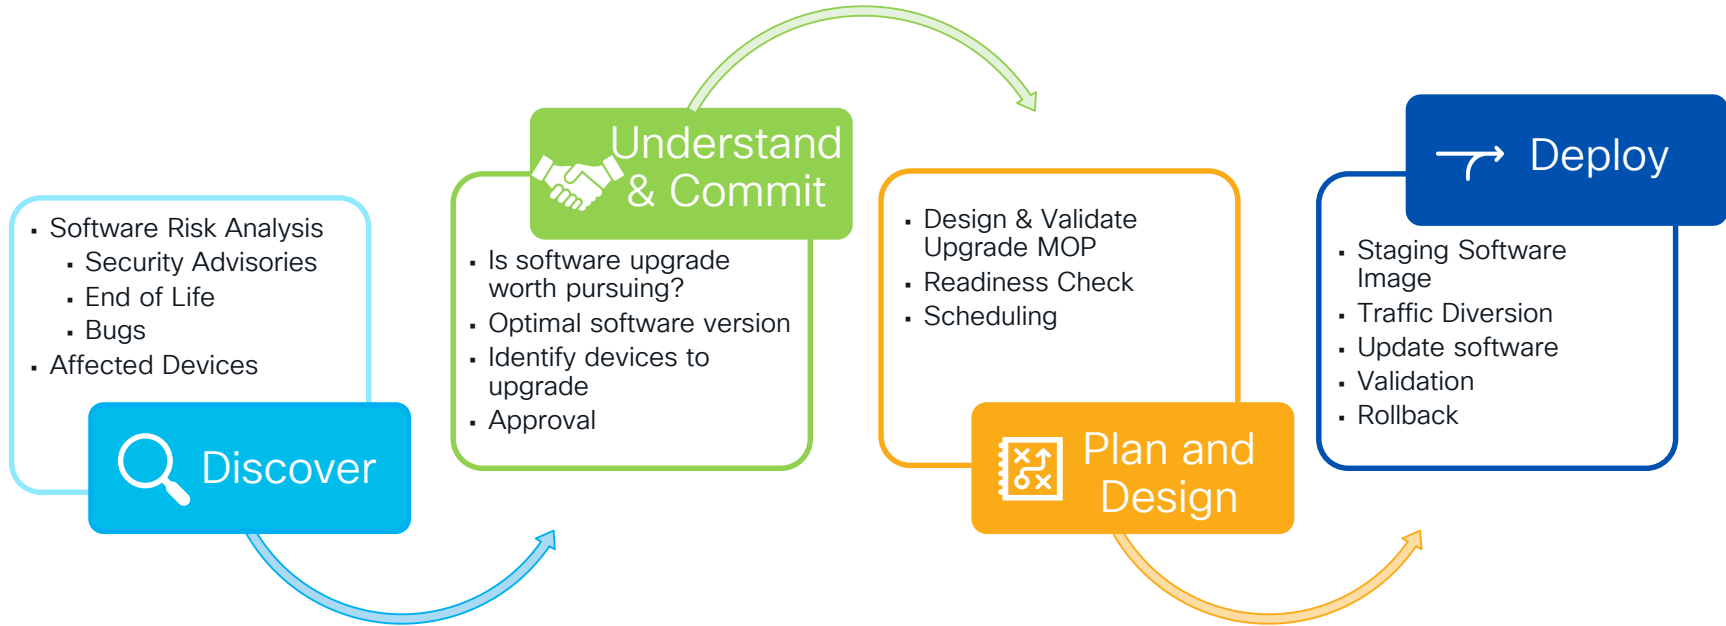 Software Risk Analysis
Security Advisories
End of Life
Bugs
Affected Devices
Discover
Understand
& Commit
Is software upgrade
worth pursuing?
Optimal software version
Identify devices to
upgrade
Approval
Design & Validate
Upgrade MOP
Readiness Check
Scheduling
Plan and
Design
Deploy
Staging Software
Image
Traffic Diversion
Update software
Validation
Rollback